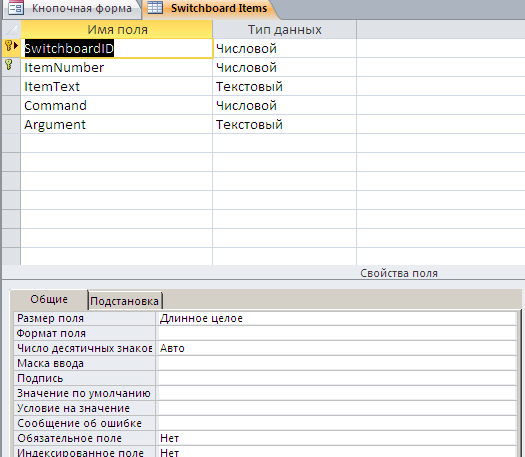 Кнопочная форма Switchboard Items
Имя поля Тип данных
SwitchboardID Числовой
ItemNumber Числовой
ItemText Текстовый
Command Числовой
Argument Текстовый
Свойства поля
Общие Подстановка
Размер поля Длинное целое
Формат поля
Число десятичных знаков Авто
Маска ввода
Подпись
Значение по умолчанию
Условие на значение
Сообщение об ошибке
Обязательное поле Нет
Индексированное поле Нет